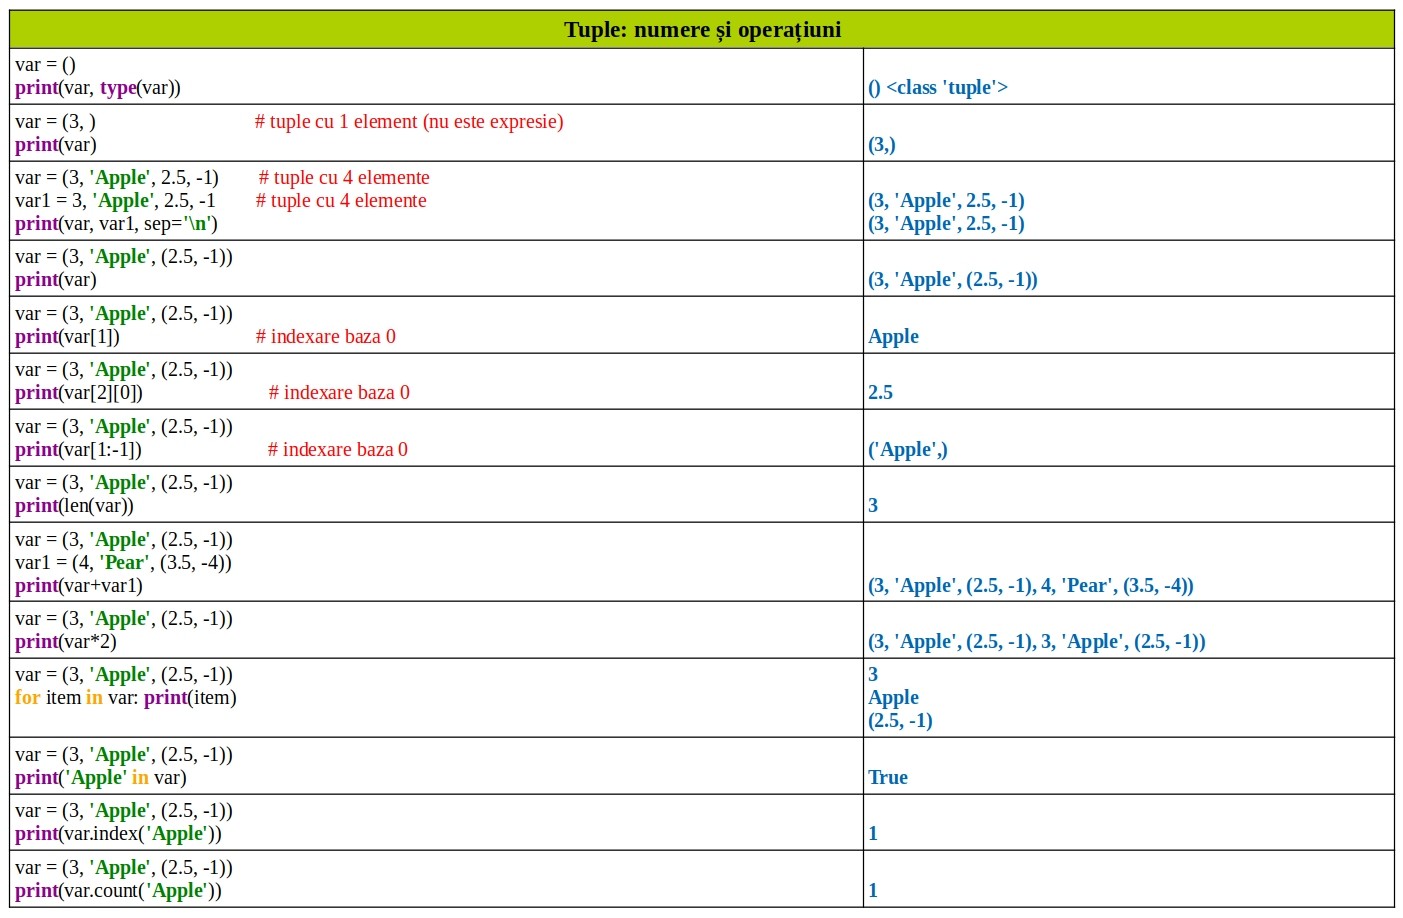 Tuple: numere și operațiuni
var = ()
print(var, type(var))
() <class 'tuple'>
var = (3, ) # tuple cu 1 element (nu este expresie)
print(var)
(3,)
var = (3, 'Apple', 2.5, -1) # tuple cu 4 elemente
var1 = 3, 'Apple', 2.5, -1 # tuple cu 4 elemente
print(var, var1, sep='\n')
(3, 'Apple', 2.5, -1)
(3, 'Apple', 2.5, -1)
var = (3, 'Apple', (2.5, -1))
print(var)
(3, 'Apple', (2.5, -1))
var = (3, 'Apple', (2.5, -1))
print(var[1]) # indexare baza 0
Apple
var = (3, 'Apple', (2.5, -1))
print(var[2][0]) # indexare baza 0
2.5
var = (3, 'Apple', (2.5, -1))
print(var[1:-1]) # indexare baza 0
('Apple',)
var = (3, 'Apple', (2.5, -1))
print(len(var))
3
var = (3, 'Apple', (2.5, -1))
var1 = (4, 'Pear', (3.5, -4))
print(var+var1)
(3, 'Apple', (2.5, -1), 4, 'Pear', (3.5, -4))
var = (3, 'Apple', (2.5, -1))
print(var*2)
(3, 'Apple', (2.5, -1), 3, 'Apple', (2.5, -1))
var = (3, 'Apple', (2.5, -1))
for item in var: print(item)
3
Apple
(2.5, -1)
var = (3, 'Apple', (2.5, -1))
print('Apple' in var)
True
var = (3, 'Apple', (2.5, -1))
print(var.index('Apple'))
1
var = (3, 'Apple', (2.5, -1))
print(var.count('Apple'))
1